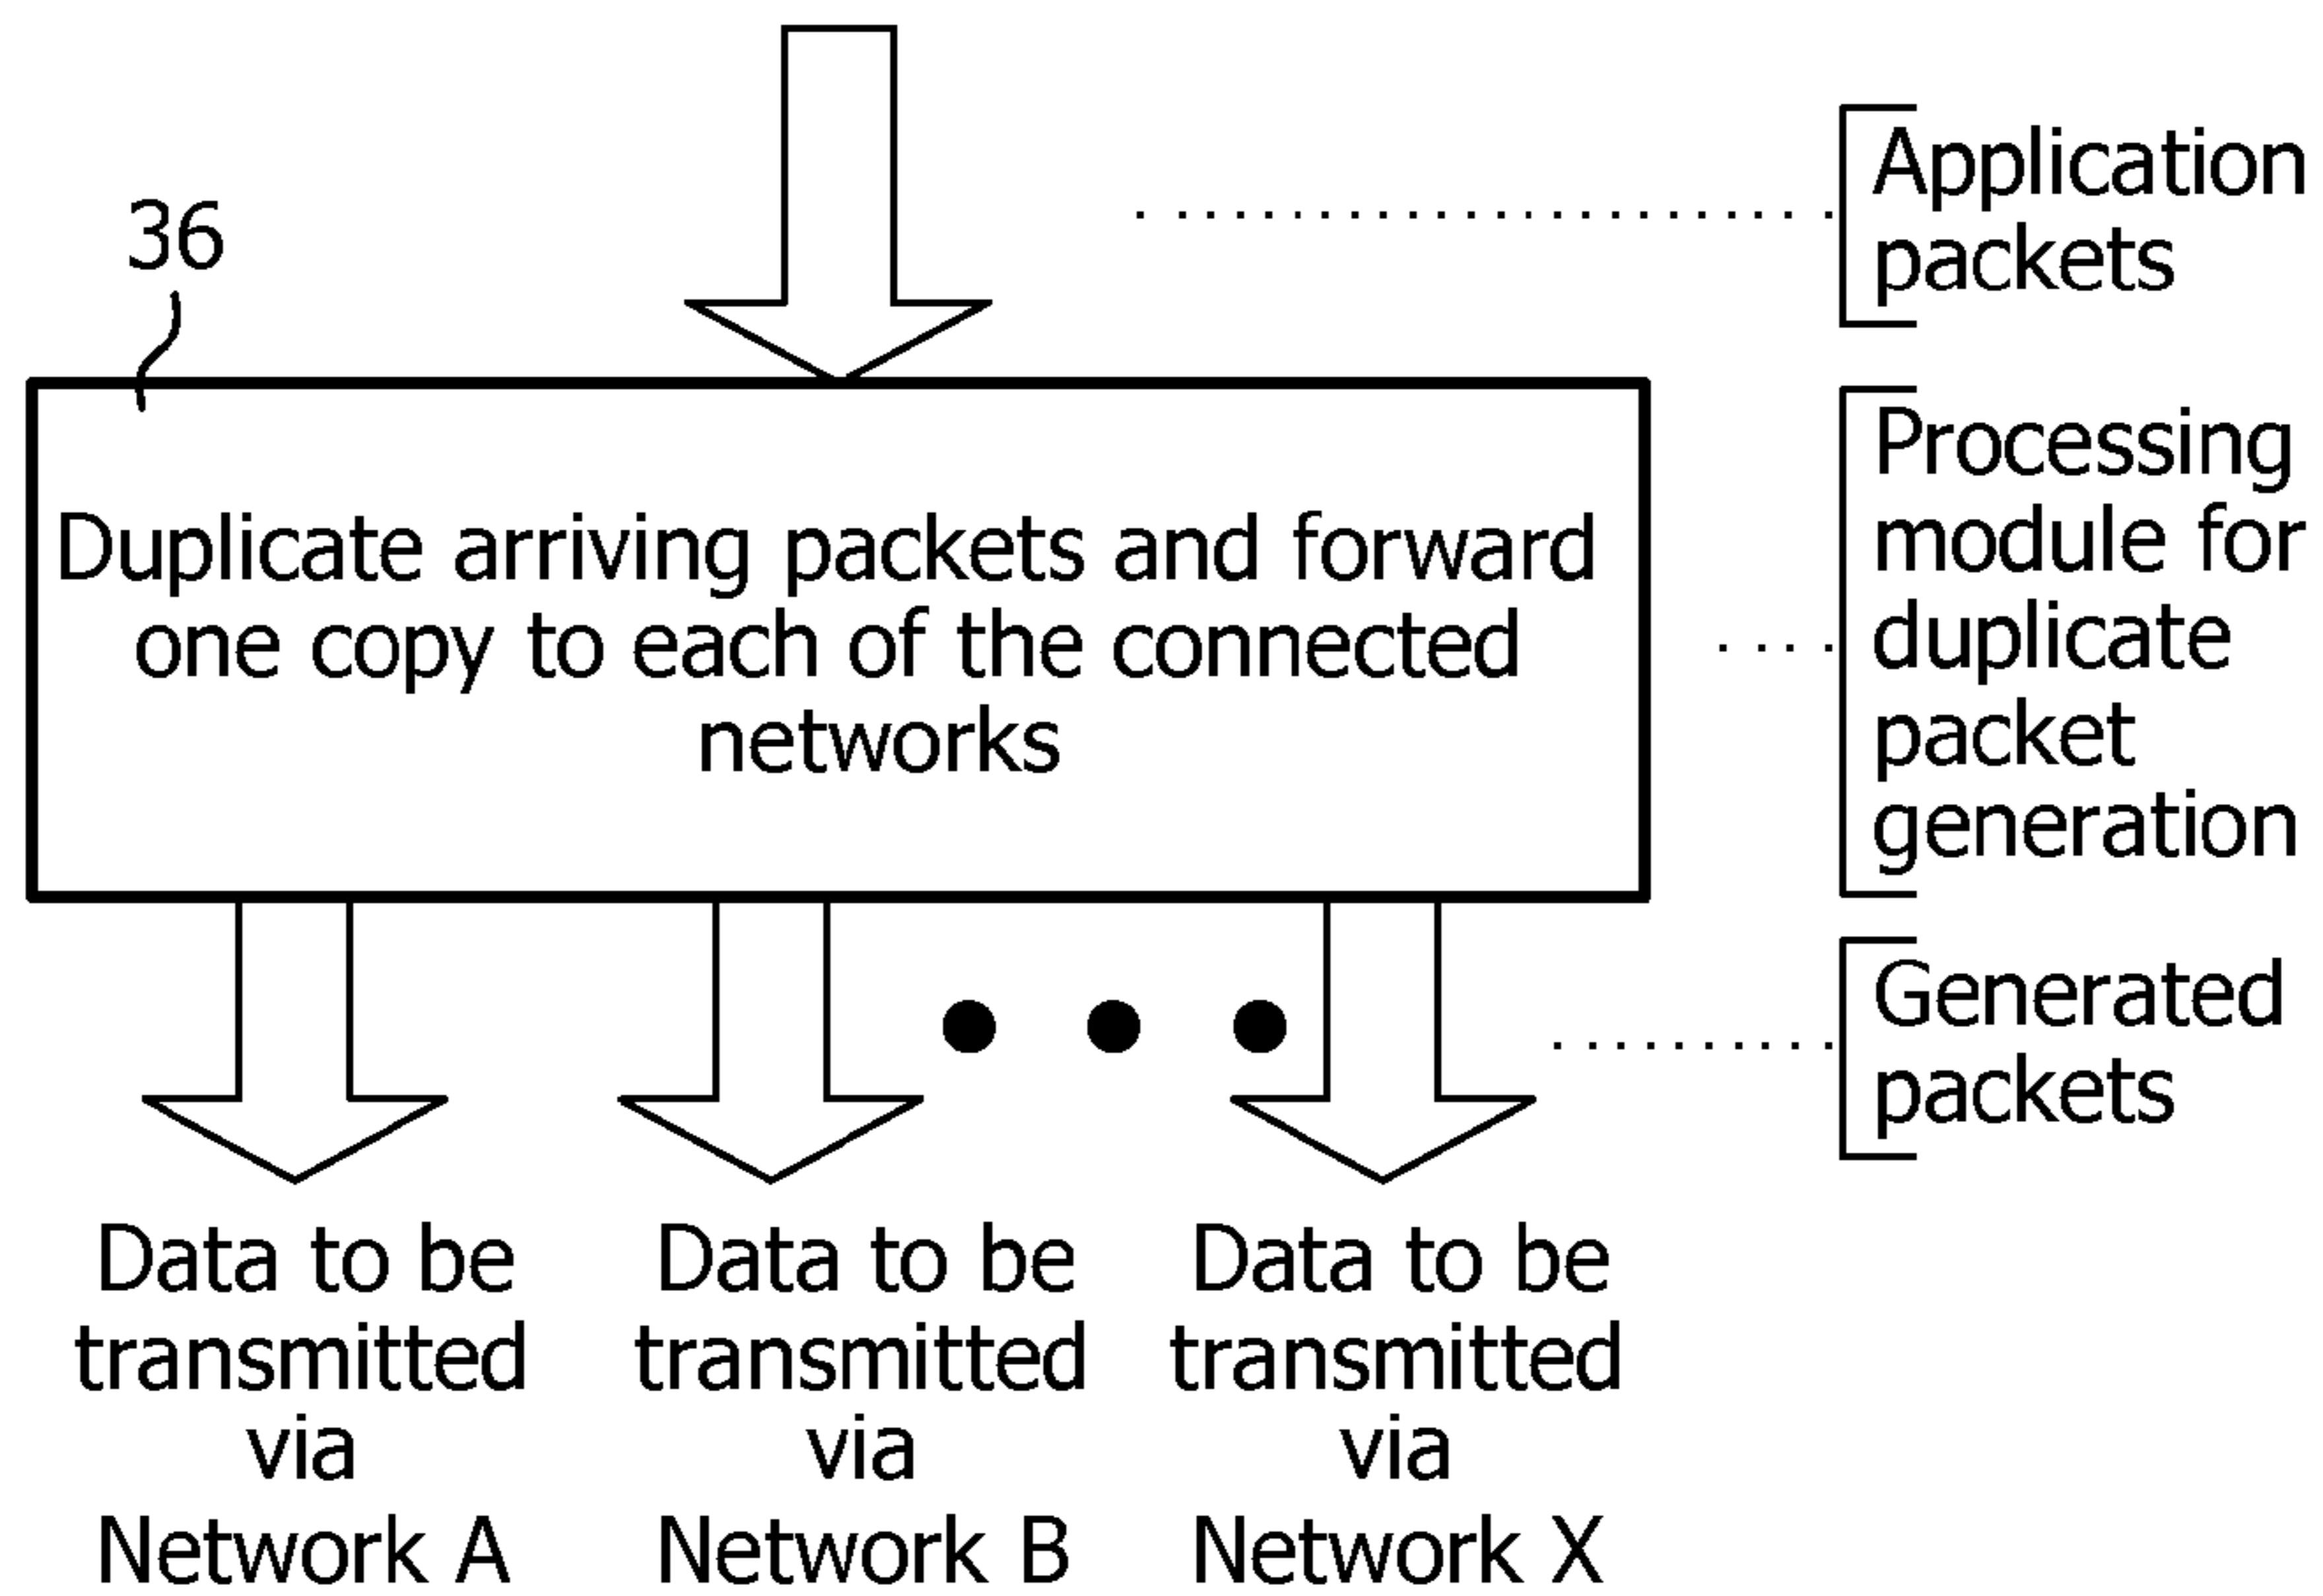 Application
packets
36
Duplicate arriving packets and forward
one copy to each of the connected
networks
Processing
module for
duplicate
packet
generation
Generated
packets
Data to be
transmitted
via
Network A
Data to be
transmitted
via
Network B
Data to be
transmitted
via
Network X